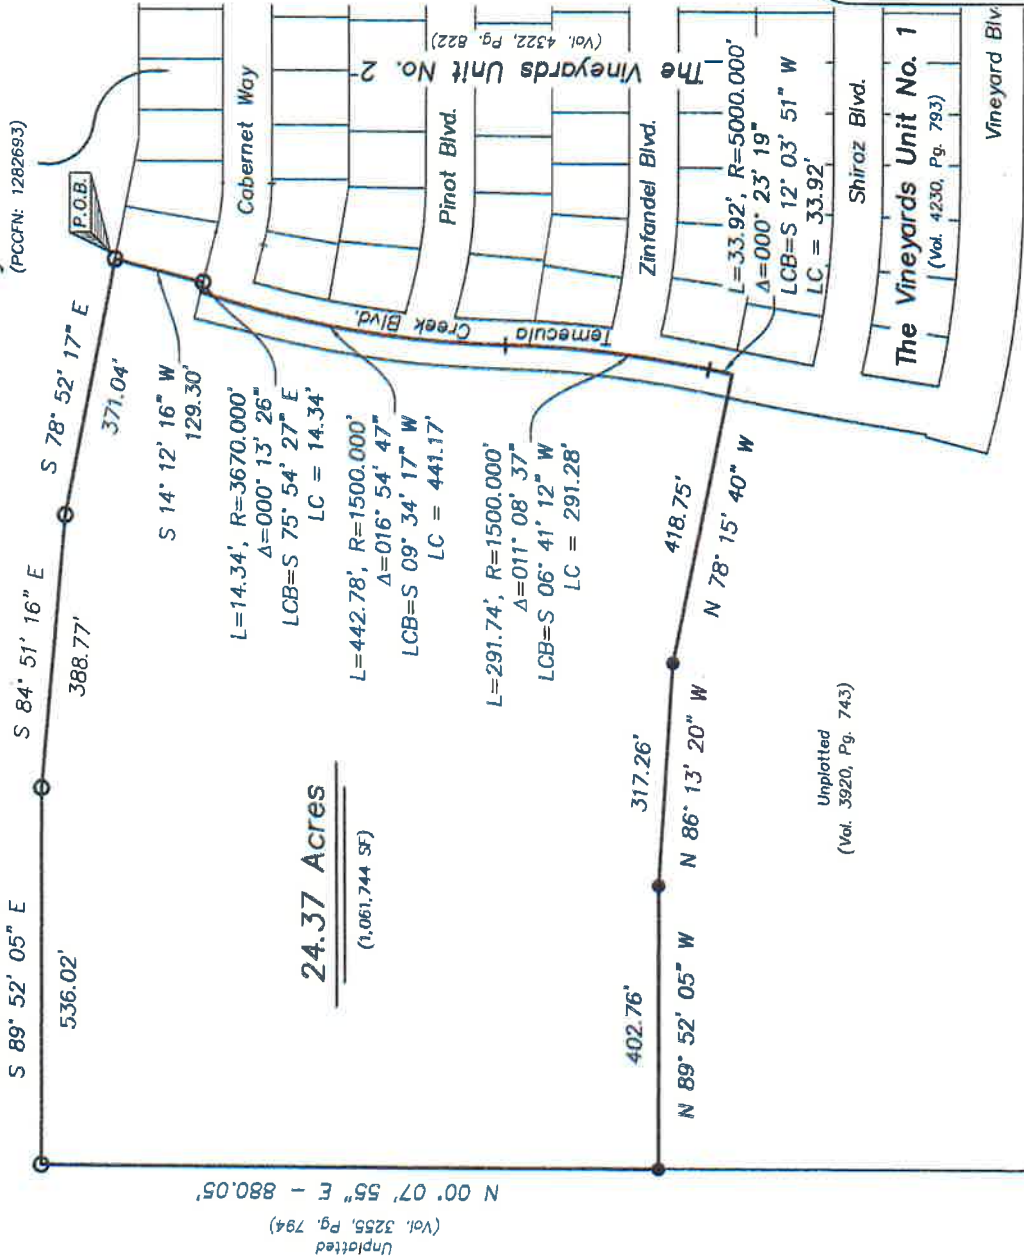 (PCCFN: 1282693)
P.O.B.
S 89° 52' 05" E
536.02'
S 84° 51' 16" E
388.77'
S 78° 52' 17" E
371.04'
S 14° 12' 16" W
129.30'
L=14.34', R=3670.000'
Δ=000° 13' 26"
LCB=S 75° 54' 27" E
LC = 14.34'
L=442.78', R=1500.000'
Δ=016° 54' 47"
LCB=S 09° 34' 17" W
LC = 441.17'
L=291.74', R=1500.000'
Δ=011° 08' 37"
LCB=S 06° 41' 12" W
LC = 291.28'
L=33.92', R=5000.000'
Δ=000° 23' 19"
LCB=S 12° 03' 51" W
LC = 33.92'
24.37 Acres
(1,061,744 SF)
418.75'
N 78° 15' 40" W
317.26'
N 86° 13' 20" W
402.76'
N 89° 52' 05" W
N 00° 07' 55" E - 880.05'
Unplatted
(Vol. 3255, Pg. 794)
Unplatted
(Vol. 3920, Pg. 743)
Cabernet Way
Pinot Blvd.
Zinfandel Blvd.
Shiraz Blvd.
Temecula Creek Blvd.
The Vineyards Unit No. 2
(Vol. 4322, Pg. 822)
The Vineyards Unit No. 1
(Vol. 4230, Pg. 793)
Vineyard Blv